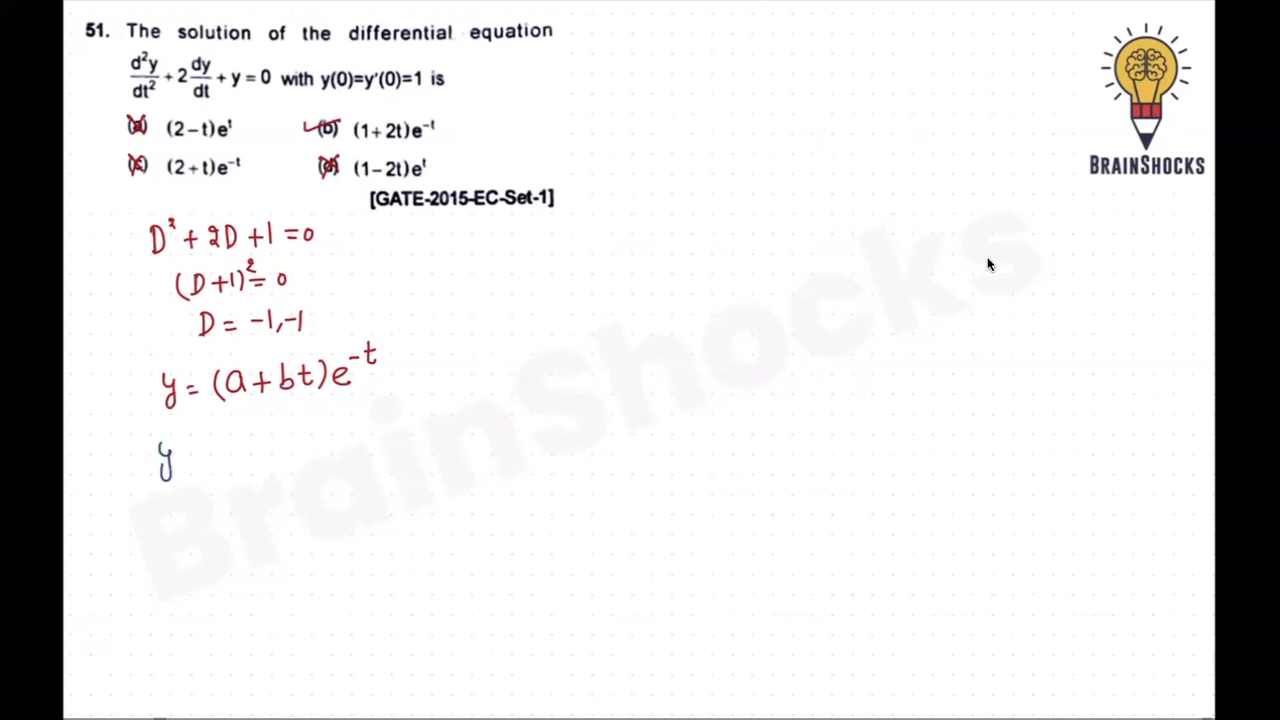 51. The solution of the differential equation
d²y/dt² + 2 dy/dt + y = 0 with y(0)=y'(0)=1 is
(a) (2−t)eᵗ (b) (1+2t)e⁻ᵗ
(c) (2+t)e⁻ᵗ (d) (1−2t)eᵗ
[GATE-2015-EC-Set-1]
D² + 2D + 1 = 0
(D+1)² = 0
D = −1, −1
y = (a+bt)e⁻ᵗ
y
BRAINSHOCKS
BrainShocks